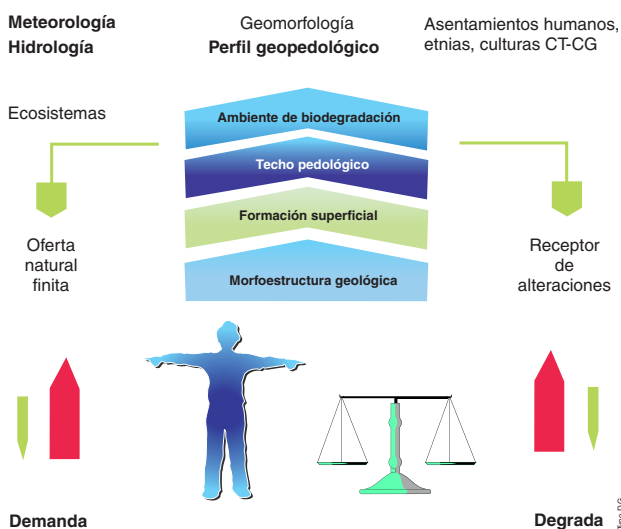 Meteorología
Hidrología
Geomorfología
Perfil geopedológico
Asentamientos humanos,
etnias, culturas CT-CG
Ecosistemas
Ambiente de biodegradación
Techo pedológico
Formación superficial
Morfoestructura geológica
Oferta
natural
finita
Receptor
de
alteraciones
Demanda
Degrada